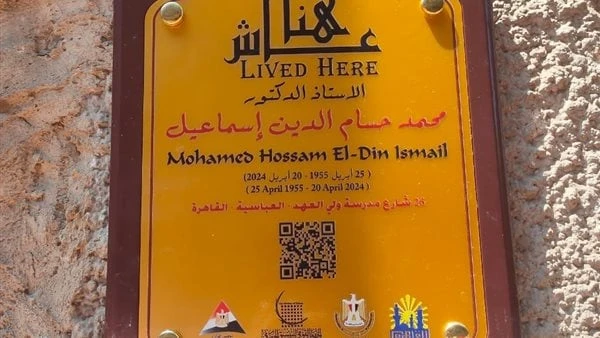 هنا
عاش
LIVED HERE
الاستاذ الدكتور
محمد حسام الدين إسماعيل
Mohamed Hossam El-Din Ismail
( 25 أبريل 1955 - 20 أبريل 2024 )
( 25 April 1955 - 20 April 2024 )
26 شارع مدرسة ولي العهد - العباسية - القاهرة